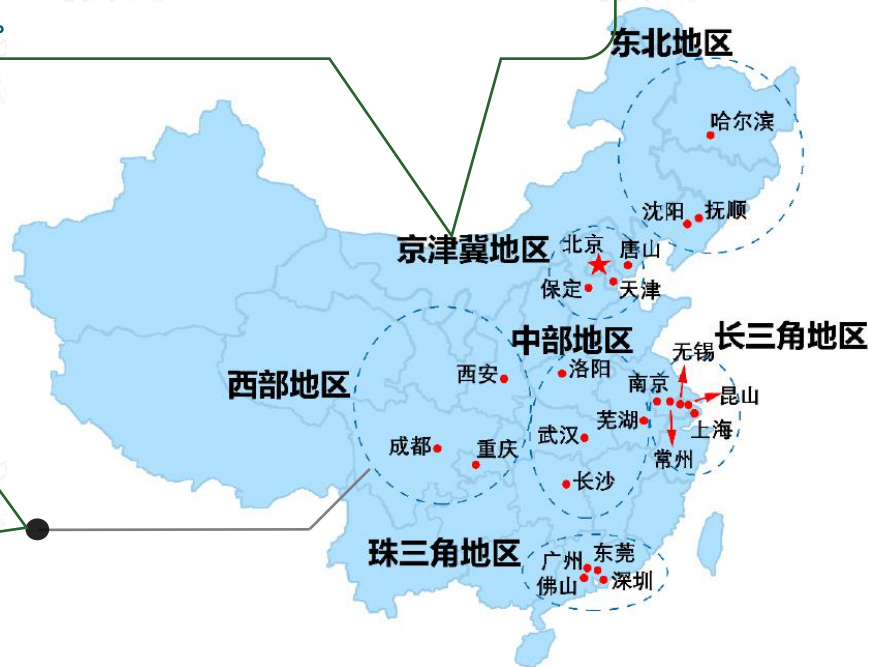 东北地区
哈尔滨
沈阳
抚顺
京津冀地区
北京
唐山
保定
天津
中部地区
长三角地区
无锡
洛阳
西安
西部地区
南京
昆山
芜湖
上海
武汉
成都
重庆
常州
长沙
珠三角地区
广州
东莞
佛山
深圳